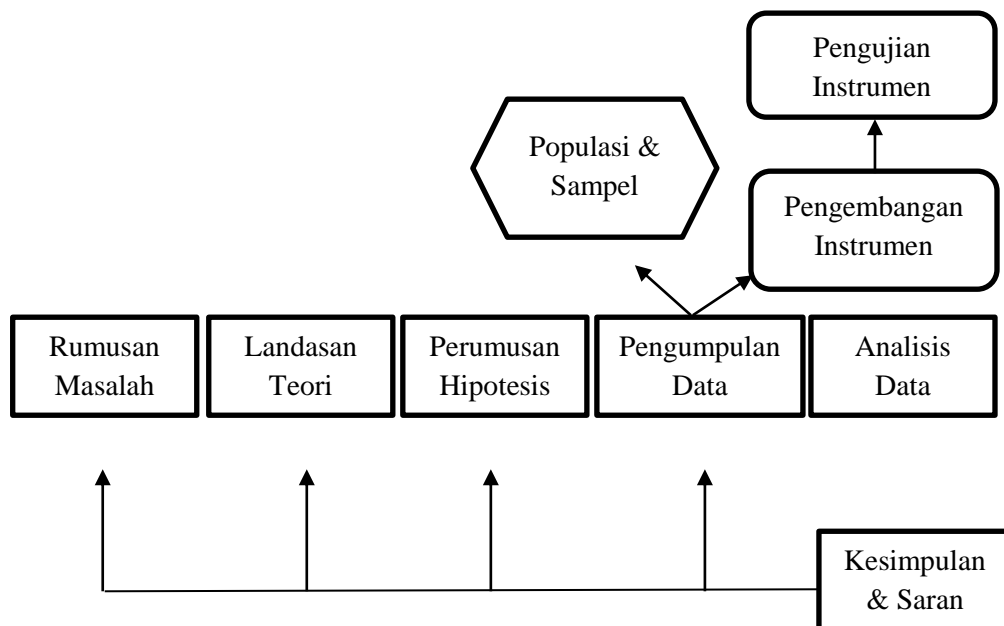 Pengujian
Instrumen
Populasi &
Sampel
Pengembangan
Instrumen
Rumusan
Masalah
Landasan
Teori
Perumusan
Hipotesis
Pengumpulan
Data
Analisis
Data
Kesimpulan
& Saran